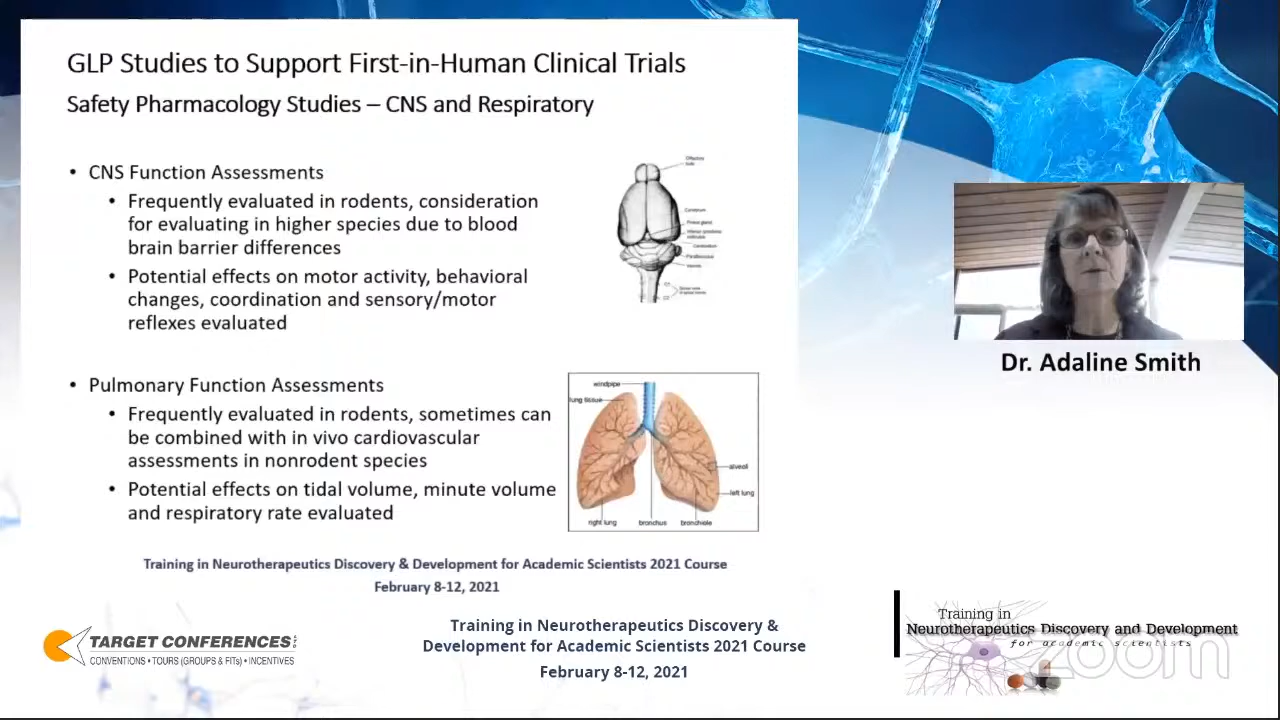 GLP Studies to Support First-in-Human Clinical Trials
Safety Pharmacology Studies – CNS and Respiratory
• CNS Function Assessments
• Frequently evaluated in rodents, consideration
for evaluating in higher species due to blood
brain barrier differences
• Potential effects on motor activity, behavioral
changes, coordination and sensory/motor
reflexes evaluated
Cerebrum
Pineal gland
Cerebellum
• Pulmonary Function Assessments
• Frequently evaluated in rodents, sometimes can
be combined with in vivo cardiovascular
assessments in nonrodent species
• Potential effects on tidal volume, minute volume
and respiratory rate evaluated
windpipe
lung tissue
alveoli
left lung
right lung
bronchus
bronchiole
Training in Neurotherapeutics Discovery & Development for Academic Scientists 2021 Course
February 8-12, 2021
Dr. Adaline Smith
TARGET CONFERENCES
CONVENTIONS • TOURS (GROUPS & FITs) • INCENTIVES
Training in Neurotherapeutics Discovery &
Development for Academic Scientists 2021 Course
February 8-12, 2021
Training in
Neurotherapeutics Discovery and Development
for academic scientists
zoom